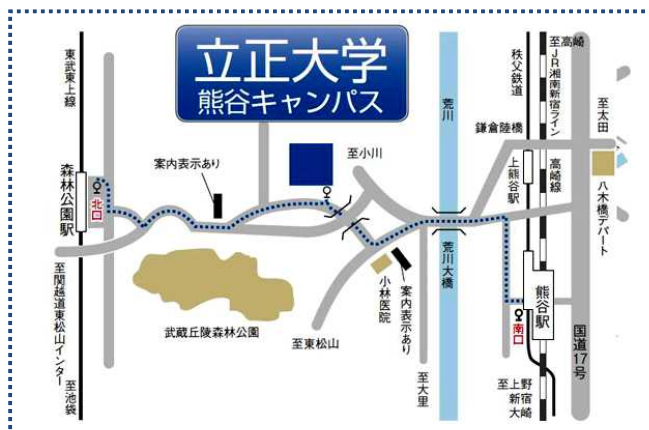 立正大学
熊谷キャンパス
東武東上線
森林公園駅
北口
案内表示あり
至小川
荒川
秩父鉄道
至高崎
JR湘南新宿ライン
高崎線
鎌倉陸橋
上熊谷駅
至太田
八木橋デパート
荒川大橋
小林医院
案内表示あり
武蔵丘陵森林公園
至東松山
至関越道東松山インター
至池袋
至大里
南口
熊谷駅
国道17号
至上野
新宿
大崎